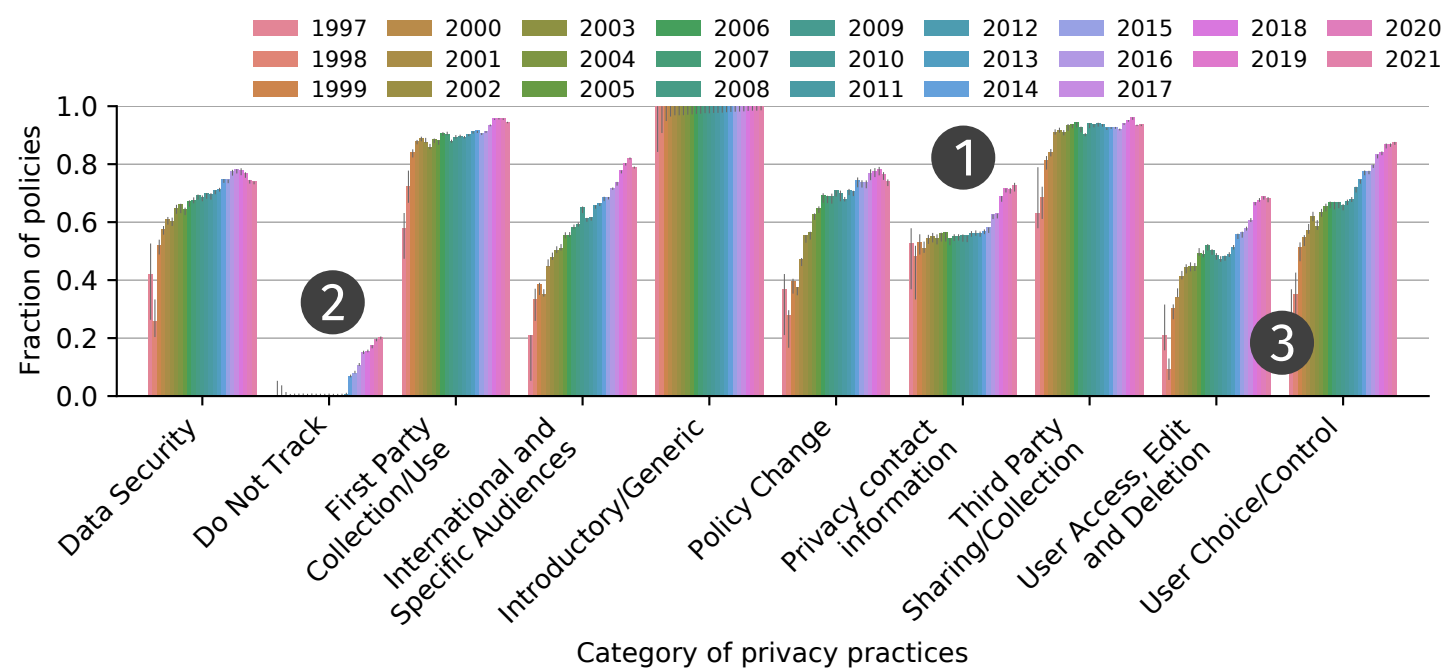 1997 2000 2003 2006 2009 2012 2015 2018 2020
1998 2001 2004 2007 2010 2013 2016 2019 2021
1999 2002 2005 2008 2011 2014 2017
Fraction of policies
1.0
0.8
0.6
0.4
0.2
0.0
1
2
3
Data Security
Do Not Track
First Party
Collection/Use
International and
Specific Audiences
Introductory/Generic
Policy Change
Privacy contact
information
Third Party
Sharing/Collection
User Access, Edit
and Deletion
User Choice/Control
Category of privacy practices